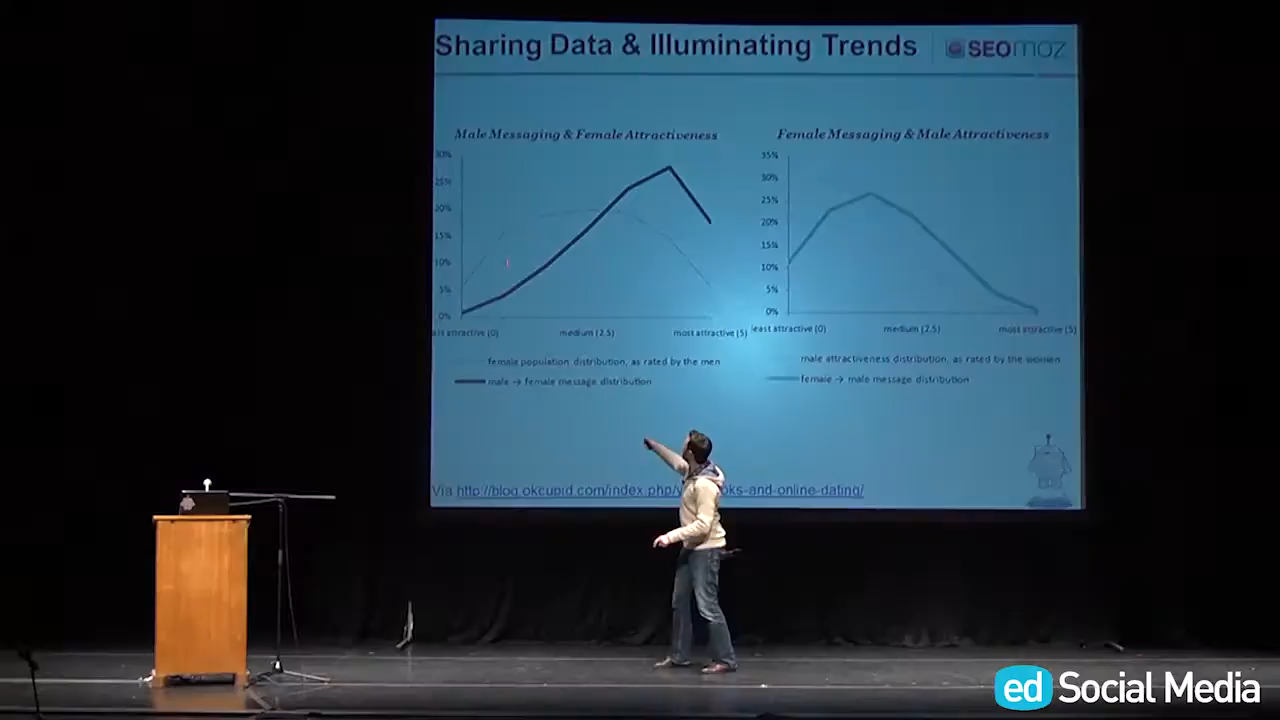 Sharing Data & Illuminating Trends
SEOmoz
Male Messaging & Female Attractiveness
30%
25%
20%
15%
10%
5%
0%
attractive (0)
medium (2.5)
most attractive (5)
female population distribution, as rated by the men
male → female message distribution
Female Messaging & Male Attractiveness
35%
30%
25%
20%
15%
10%
5%
0%
least attractive (0)
medium (2.5)
most attractive (5)
male attractiveness distribution, as rated by the women
female → male message distribution
Via http://blog.okcupid.com/index.php/y oks-and-online-dating/
ed Social Media